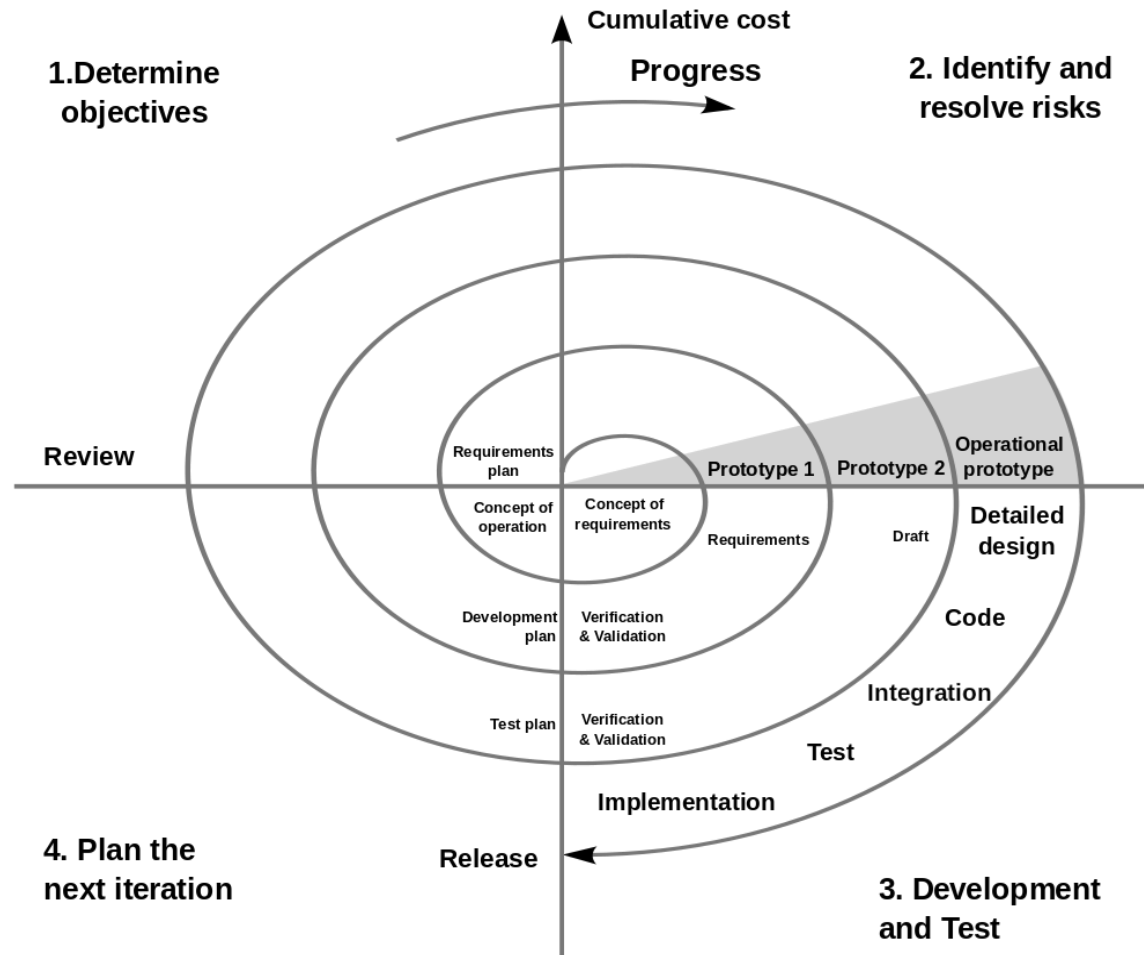 Cumulative cost
Progress
1.Determine
objectives
2. Identify and
resolve risks
Review
Requirements
plan
Prototype 1
Prototype 2
Operational
prototype
Concept of
operation
Concept of
requirements
Requirements
Draft
Detailed
design
Development
plan
Verification
& Validation
Code
Integration
Test plan
Verification
& Validation
Test
Implementation
Release
4. Plan the
next iteration
3. Development
and Test